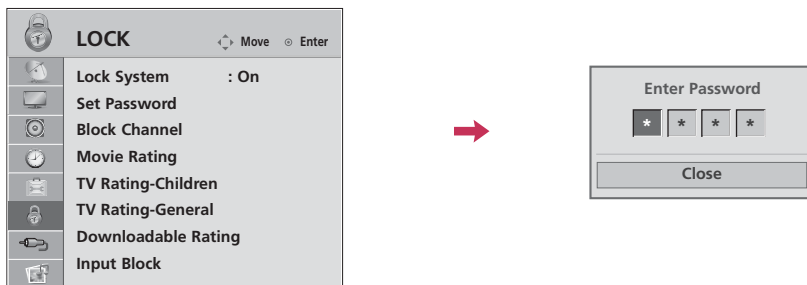 LOCK Move Enter
Lock System : On
Set Password
Block Channel
Movie Rating
TV Rating-Children
TV Rating-General
Downloadable Rating
Input Block
Enter Password
* * * *
Close